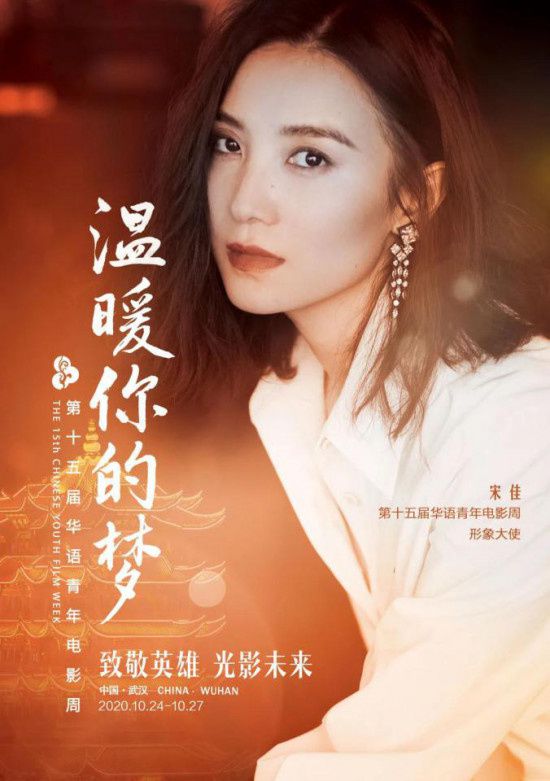 温暖你的梦
第十五届华语青年电影周
THE 15th CHINESE YOUTH FILM WEEK
宋佳
第十五届华语青年电影周
形象大使
致敬英雄 光影未来
中国·武汉 CHINA · WUHAN
2020.10.24-10.27